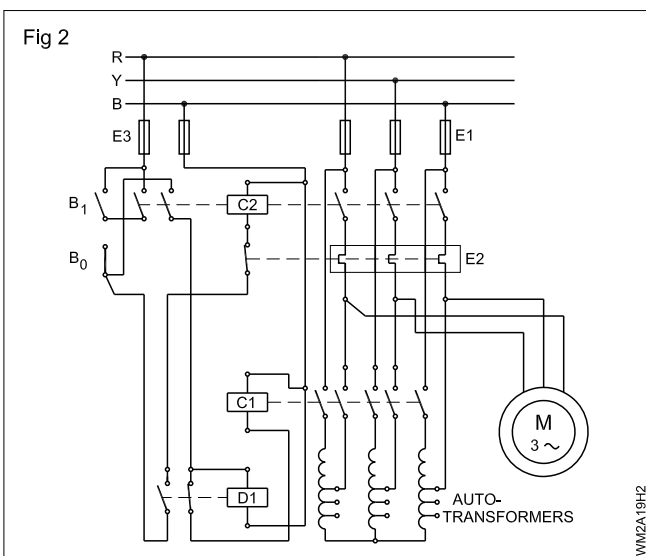 Fig 2
R
Y
B
E3
E1
B1
C2
B0
E2
C1
M
3 ~
D1
AUTO-
TRANSFORMERS
WM2A19H2